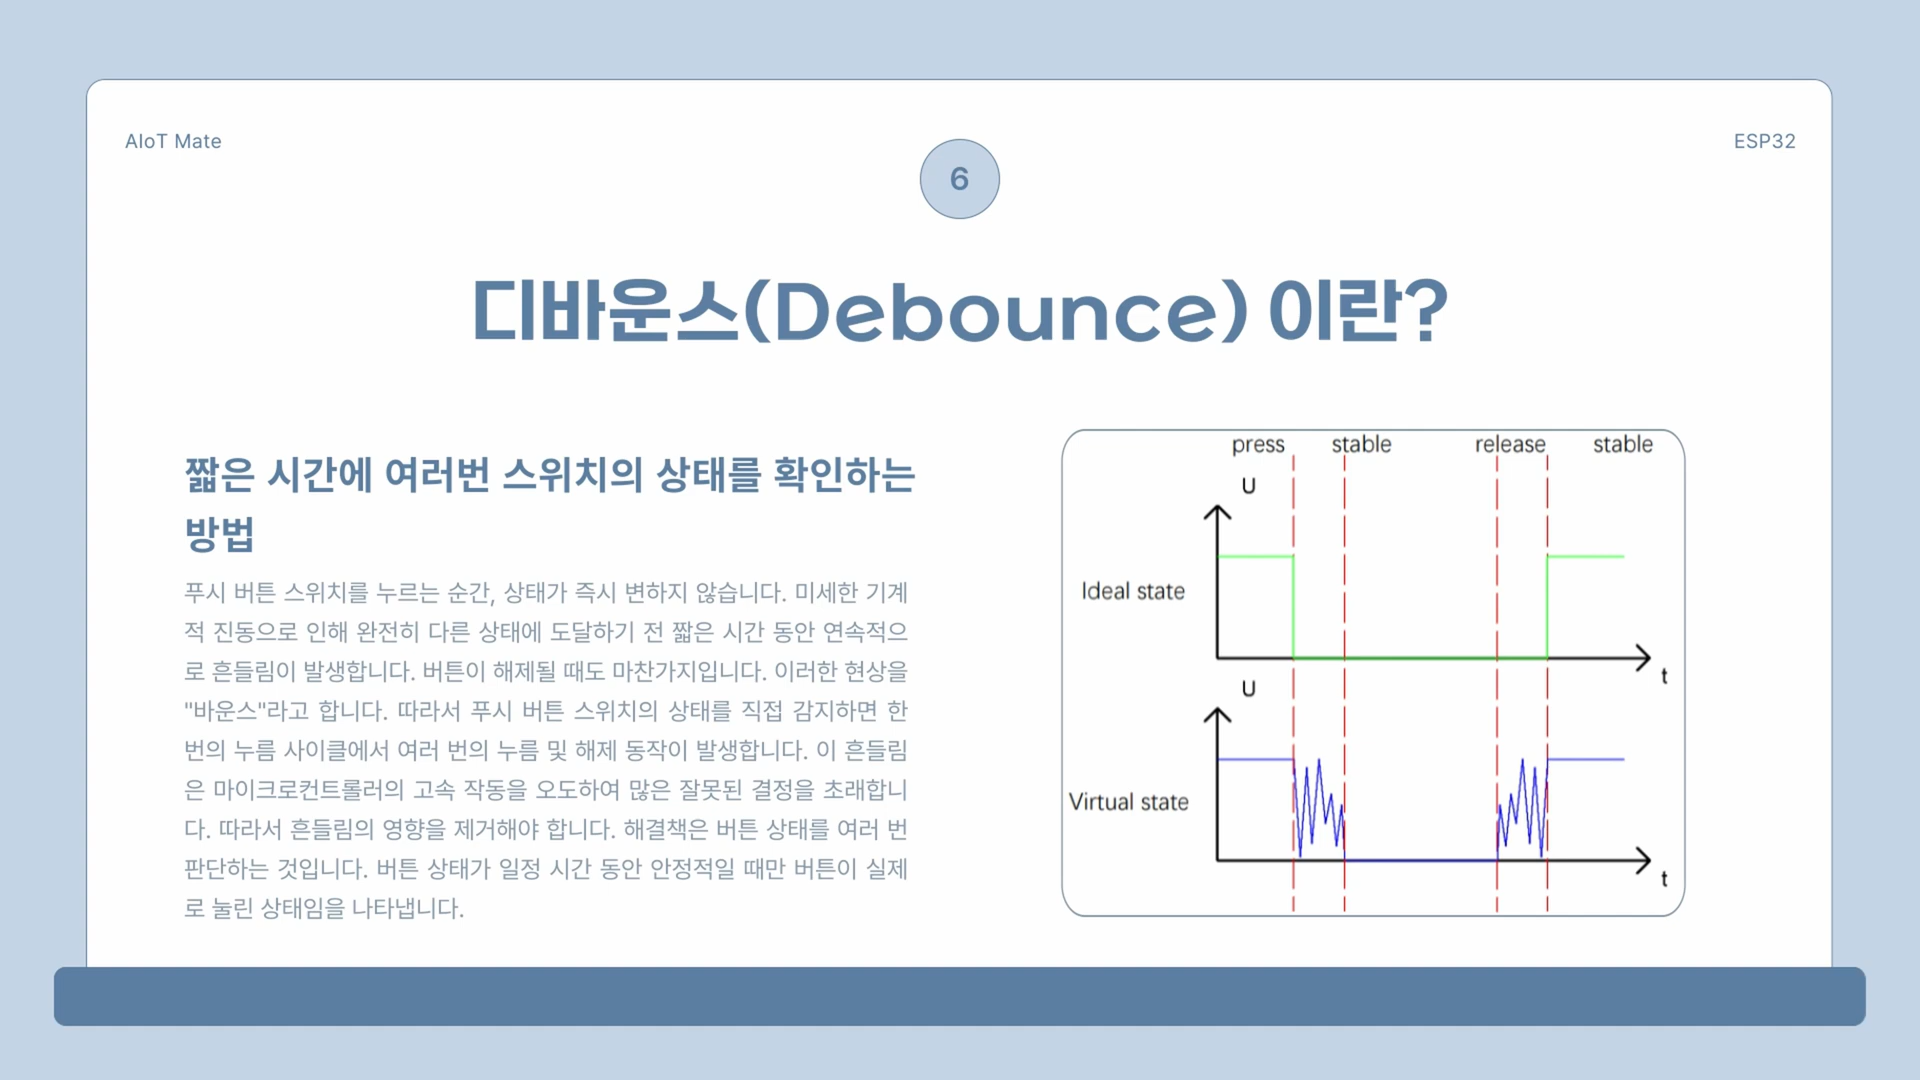 AIoT Mate
ESP32
6
디바운스(Debounce) 이란?
짧은 시간에 여러번 스위치의 상태를 확인하는
방법
푸시 버튼 스위치를 누르는 순간, 상태가 즉시 변하지 않습니다. 미세한 기계
적 진동으로 인해 완전히 다른 상태에 도달하기 전 짧은 시간 동안 연속적으
로 흔들림이 발생합니다. 버튼이 해제될 때도 마찬가지입니다. 이러한 현상을
"바운스"라고 합니다. 따라서 푸시 버튼 스위치의 상태를 직접 감지하면 한
번의 누름 사이클에서 여러 번의 누름 및 해제 동작이 발생합니다. 이 흔들림
은 마이크로컨트롤러의 고속 작동을 오도하여 많은 잘못된 결정을 초래합니
다. 따라서 흔들림의 영향을 제거해야 합니다. 해결책은 버튼 상태를 여러 번
판단하는 것입니다. 버튼 상태가 일정 시간 동안 안정적일 때만 버튼이 실제
로 눌린 상태임을 나타냅니다.
press stable release stable
U
Ideal state
t
U
Virtual state
t